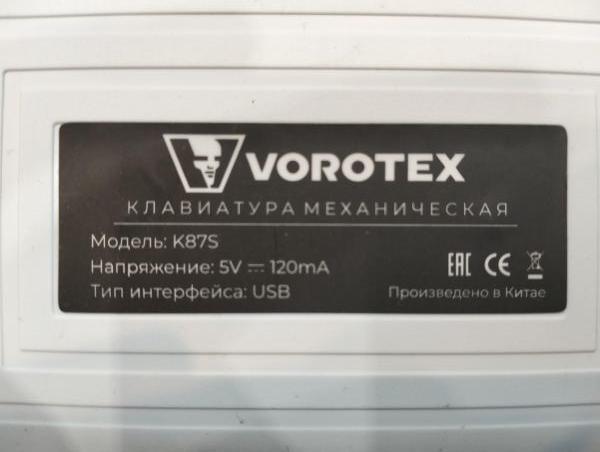 VOROTEX
КЛАВИАТУРА МЕХАНИЧЕСКАЯ
Модель: K87S
Напряжение: 5V ⎓ 120mA
Тип интерфейса: USB
EAC CE
Произведено в Китае